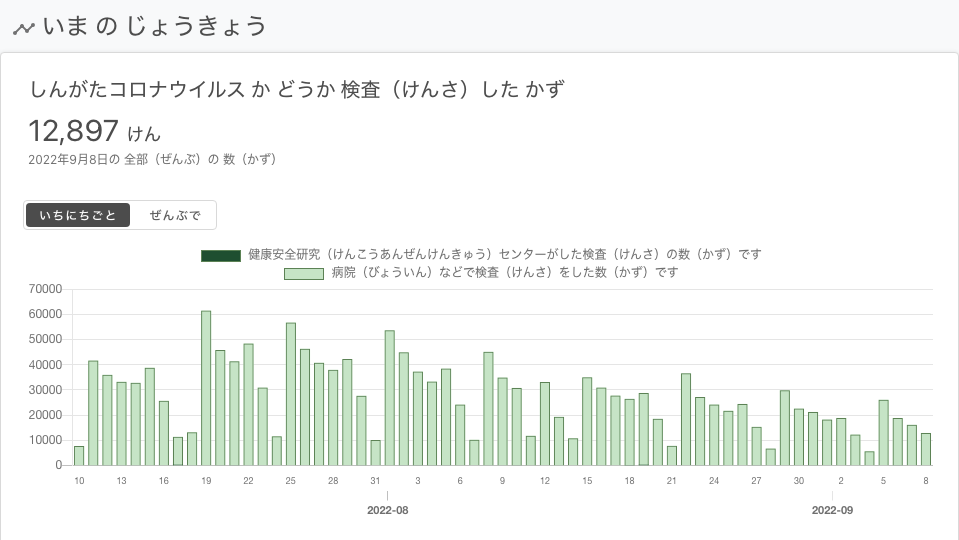 いま の じょうきょう
しんがたコロナウイルス か どうか 検査（けんさ）した かず
12,897 けん
2022年9月8日の 全部（ぜんぶ）の 数（かず）
いちにちごと ぜんぶで
健康安全研究（けんこうあんぜんけんきゅう）センターがした検査（けんさ）の数（かず）です
病院（びょういん）などで検査（けんさ）をした数（かず）です
70000
60000
50000
40000
30000
20000
10000
0
10 13 16 19 22 25 28 31 3 6 9 12 15 18 21 24 27 30 2 5 8
2022-08 2022-09